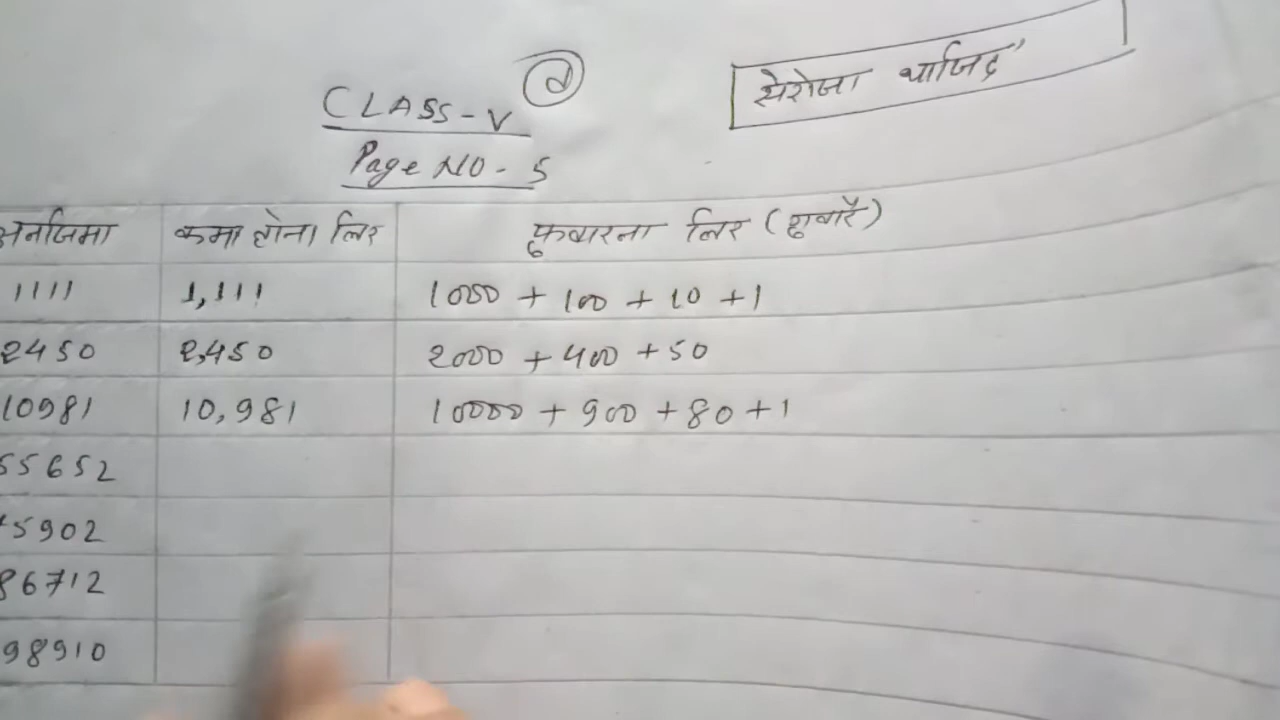 CLASS-V
Page NO - 5
सेरोजा थाजिद'
अनजिमा कमा होना लिर फुवारना लिर (हुवारै)
1111 1,111 1000 + 100 + 10 + 1
2450 2,450 2000 + 400 + 50
10981 10,981 10000 + 900 + 80 + 1
55652
5902
86712
98910